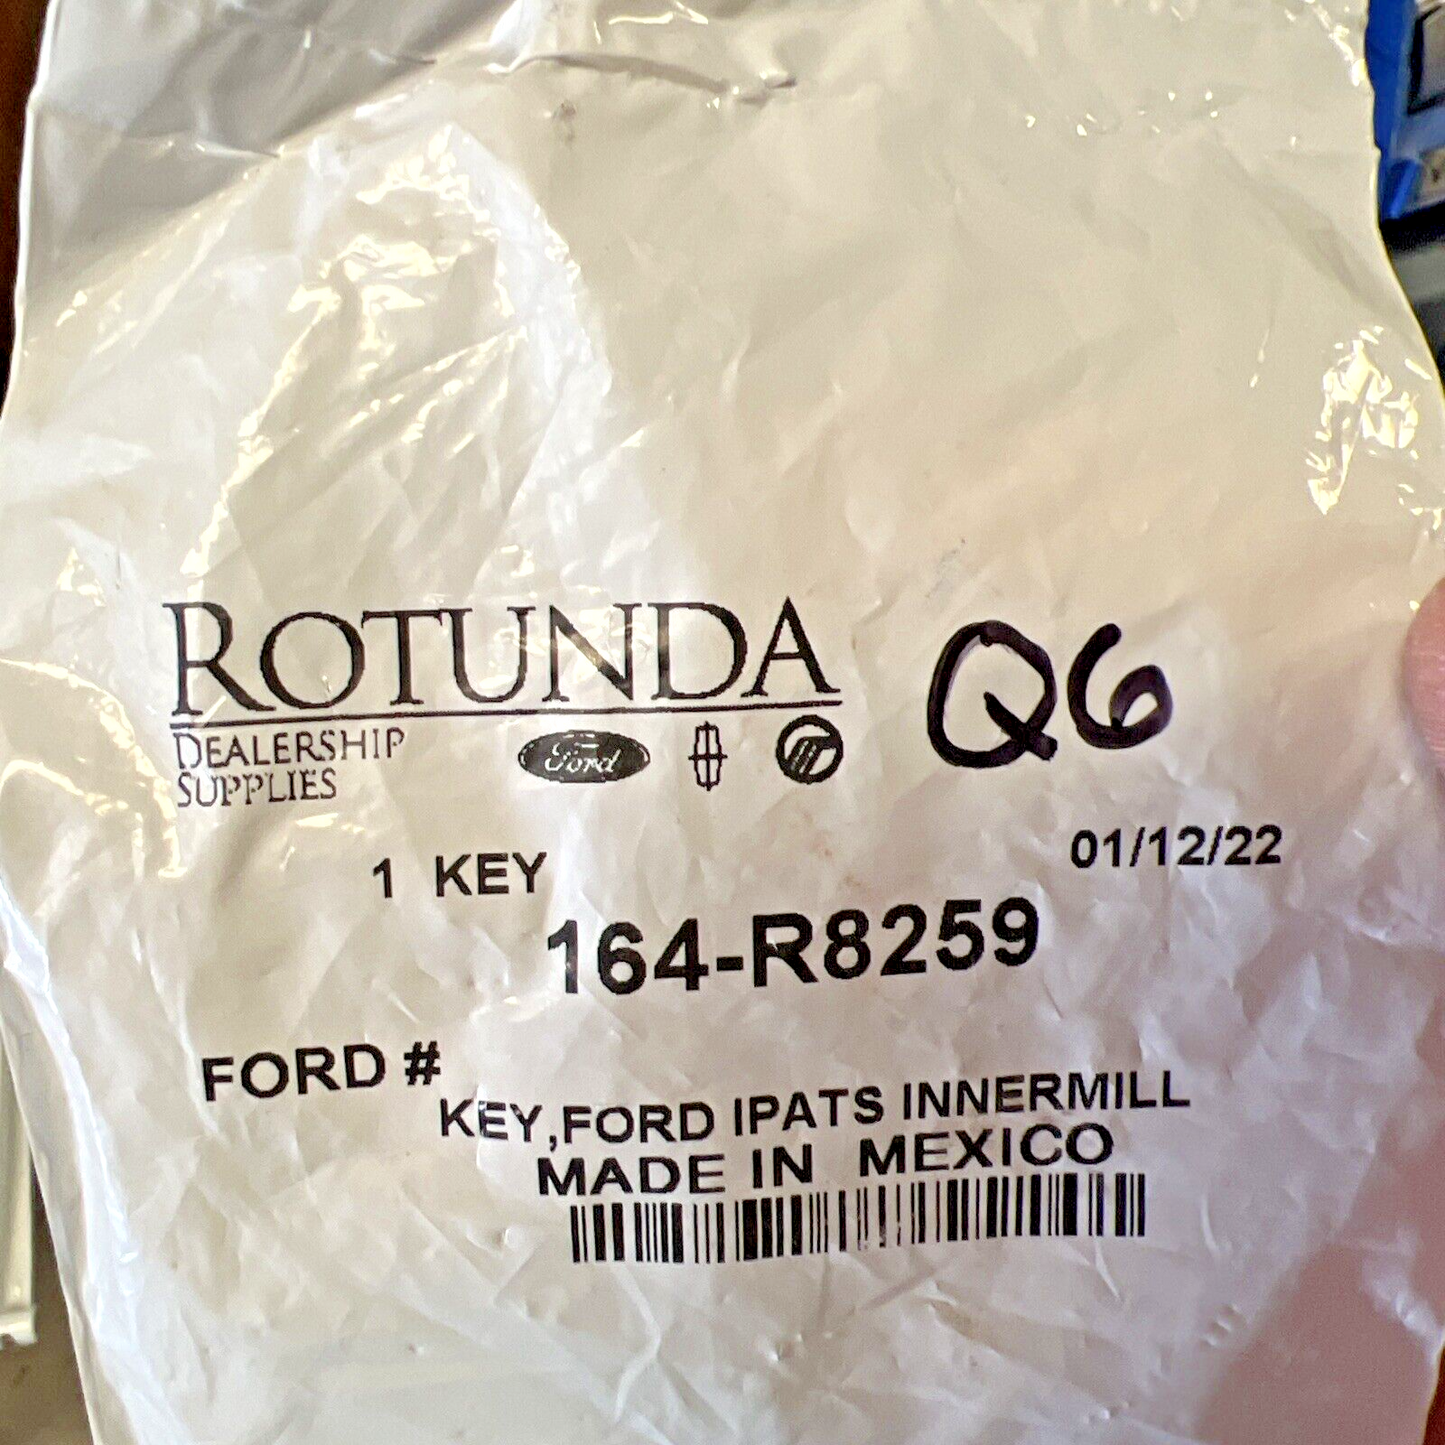 ROTUNDA
DEALERSHIP
SUPPLIES
Ford
Q6
1 KEY
01/12/22
164-R8259
FORD #
KEY,FORD IPATS INNERMILL
MADE IN MEXICO